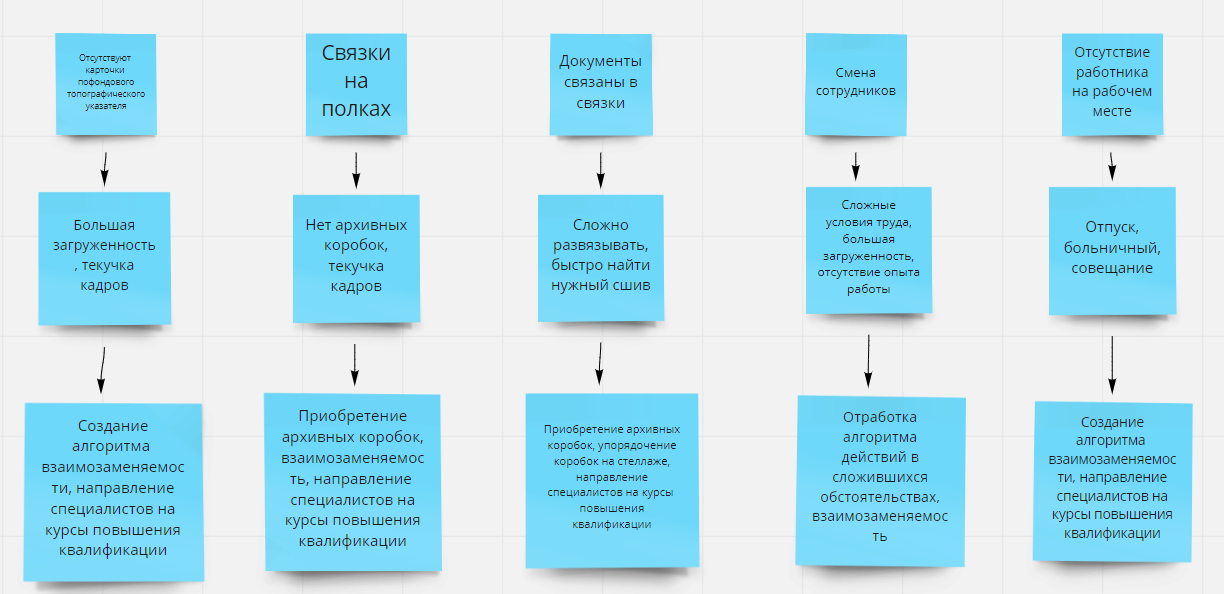 Отсутствуют
карточки
пофондового
топографического
указателя
Связки
на
полках
Документы
связаны в
связки
Смена
сотрудников
Отсутствие
работника
на рабочем
месте
Большая
загруженность
, текучка
кадров
Нет архивных
коробок,
текучка
кадров
Сложно
развязывать,
быстро найти
нужный сшив
Сложные
условия труда,
большая
загруженность,
отсутствие опыта
работы
Отпуск,
больничный,
совещание
Создание
алгоритма
взаимозаменяемос
ти, направление
специалистов на
курсы повышения
квалификации
Приобретение
архивных коробок,
взаимозаменяемос
ть, направление
специалистов на
курсы повышения
квалификации
Приобретение архивных
коробок, упорядочение
коробок на стеллаже,
направление
специалистов на курсы
повышения
квалификации
Отработка
алгоритма
действий в
сложившихся
обстоятельствах,
взаимозаменяемос
ть
Создание
алгоритма
взаимозаменяемос
ти, направление
специалистов на
курсы повышения
квалификации